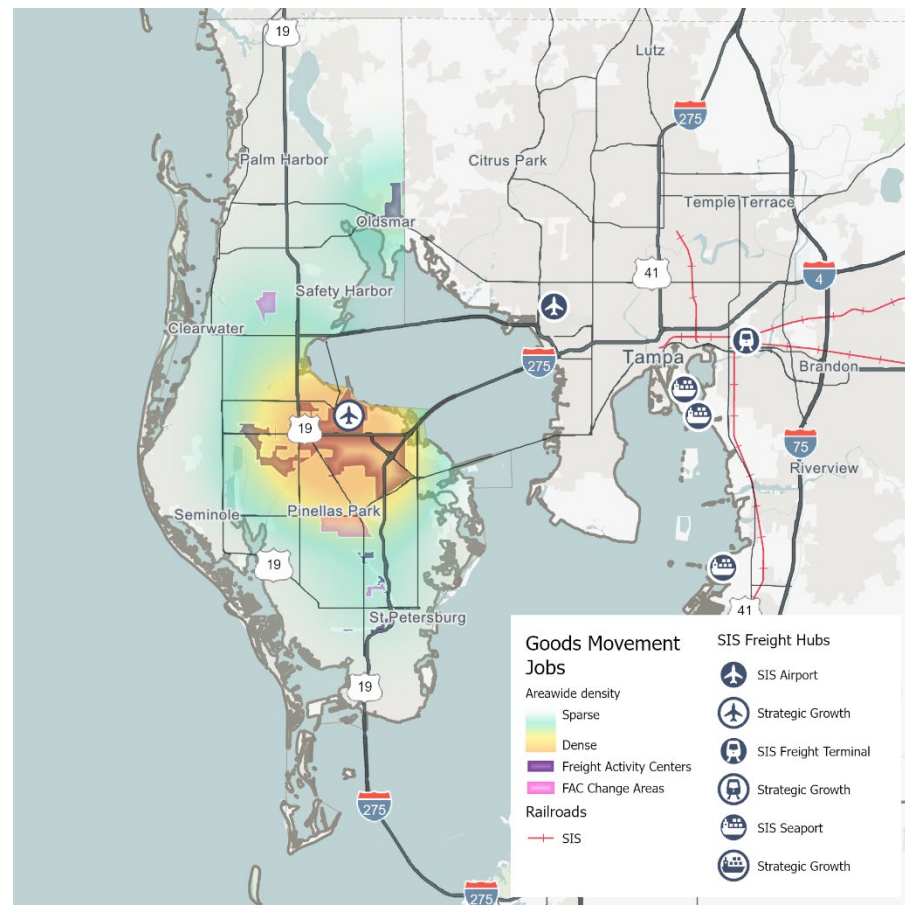 19
Lutz
275
Palm Harbor
Citrus Park
Temple Terrace
Oldsmar
41
4
Safety Harbor
Clearwater
275
Tampa
Brandon
19
75
Riverview
Pinellas Park
Seminole
19
41
St Petersburg
19
275
275
Goods Movement
Jobs
Areawide density
Sparse
Dense
Freight Activity Centers
FAC Change Areas
Railroads
SIS
SIS Freight Hubs
SIS Airport
Strategic Growth
SIS Freight Terminal
Strategic Growth
SIS Seaport
Strategic Growth